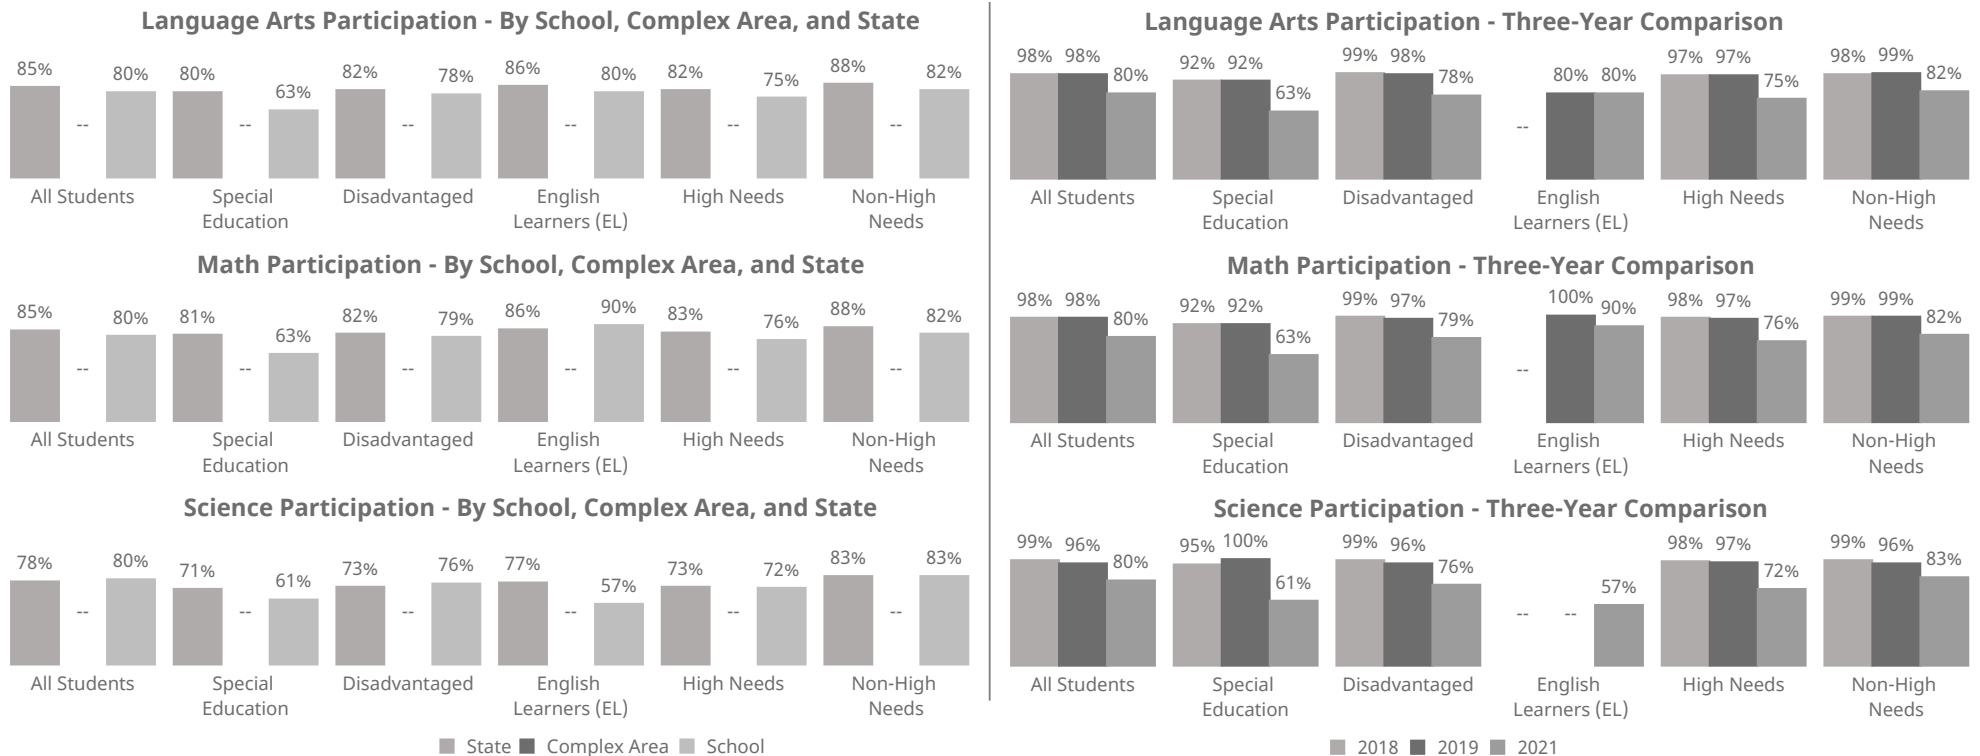 Language Arts Participation - By School, Complex Area, and State
85% 80% 80% 63% 82% 78% 86% 80% 82% 75% 88% 82%
-- -- -- -- -- --
All Students Special Education Disadvantaged English Learners (EL) High Needs Non-High Needs
Math Participation - By School, Complex Area, and State
85% 80% 81% 63% 82% 79% 86% 90% 83% 76% 88% 82%
-- -- -- -- -- --
All Students Special Education Disadvantaged English Learners (EL) High Needs Non-High Needs
Science Participation - By School, Complex Area, and State
78% 80% 71% 61% 73% 76% 77% 57% 73% 72% 83% 83%
-- -- -- -- -- --
All Students Special Education Disadvantaged English Learners (EL) High Needs Non-High Needs
State Complex Area School
Language Arts Participation - Three-Year Comparison
98% 98% 80% 92% 92% 63% 99% 98% 78% -- 80% 80% 97% 97% 75% 98% 99% 82%
All Students Special Education Disadvantaged English Learners (EL) High Needs Non-High Needs
Math Participation - Three-Year Comparison
98% 98% 80% 92% 92% 63% 99% 97% 79% -- 100% 90% 98% 97% 76% 99% 99% 82%
All Students Special Education Disadvantaged English Learners (EL) High Needs Non-High Needs
Science Participation - Three-Year Comparison
99% 96% 80% 95% 100% 61% 99% 96% 76% -- -- 57% 98% 97% 72% 99% 96% 83%
All Students Special Education Disadvantaged English Learners (EL) High Needs Non-High Needs
2018 2019 2021